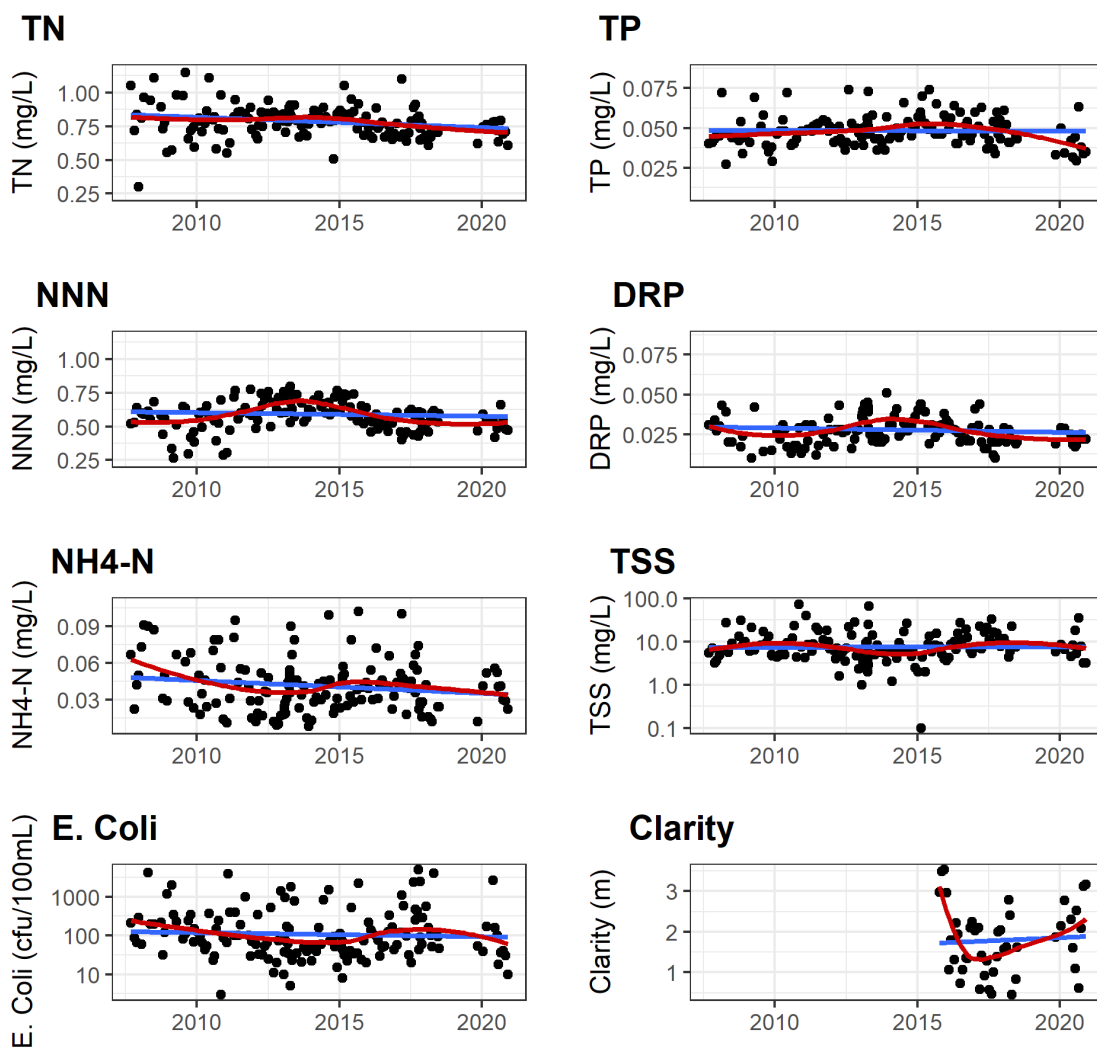 TN
TN (mg/L)
1.00
0.75
0.50
0.25
2010 2015 2020
TP
TP (mg/L)
0.075
0.050
0.025
2010 2015 2020
NNN
NNN (mg/L)
1.00
0.75
0.50
0.25
2010 2015 2020
DRP
DRP (mg/L)
0.075
0.050
0.025
2010 2015 2020
NH4-N
NH4-N (mg/L)
0.09
0.06
0.03
2010 2015 2020
TSS
TSS (mg/L)
100.0
10.0
1.0
0.1
2010 2015 2020
E. Coli
E. Coli (cfu/100mL)
1000
100
10
2010 2015 2020
Clarity
Clarity (m)
3
2
1
2010 2015 2020